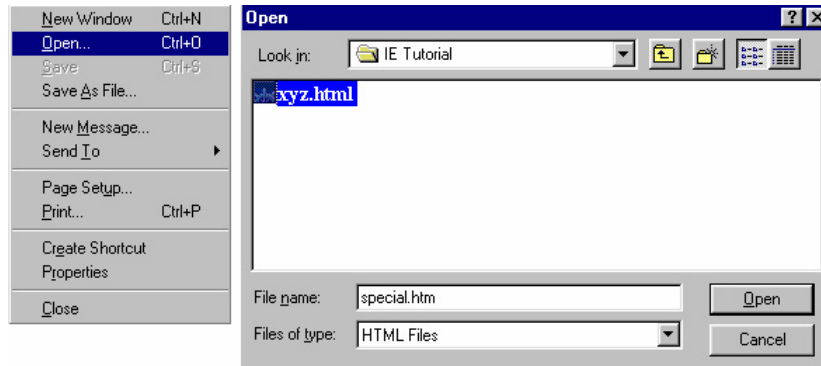 New Window Ctrl+N
Open... Ctrl+O
Save Ctrl+S
Save As File...
New Message...
Send To
Page Setup...
Print... Ctrl+P
Create Shortcut
Properties
Close
Open
Look in: IE Tutorial
xyz.html
File name: special.htm Open
Files of type: HTML Files Cancel